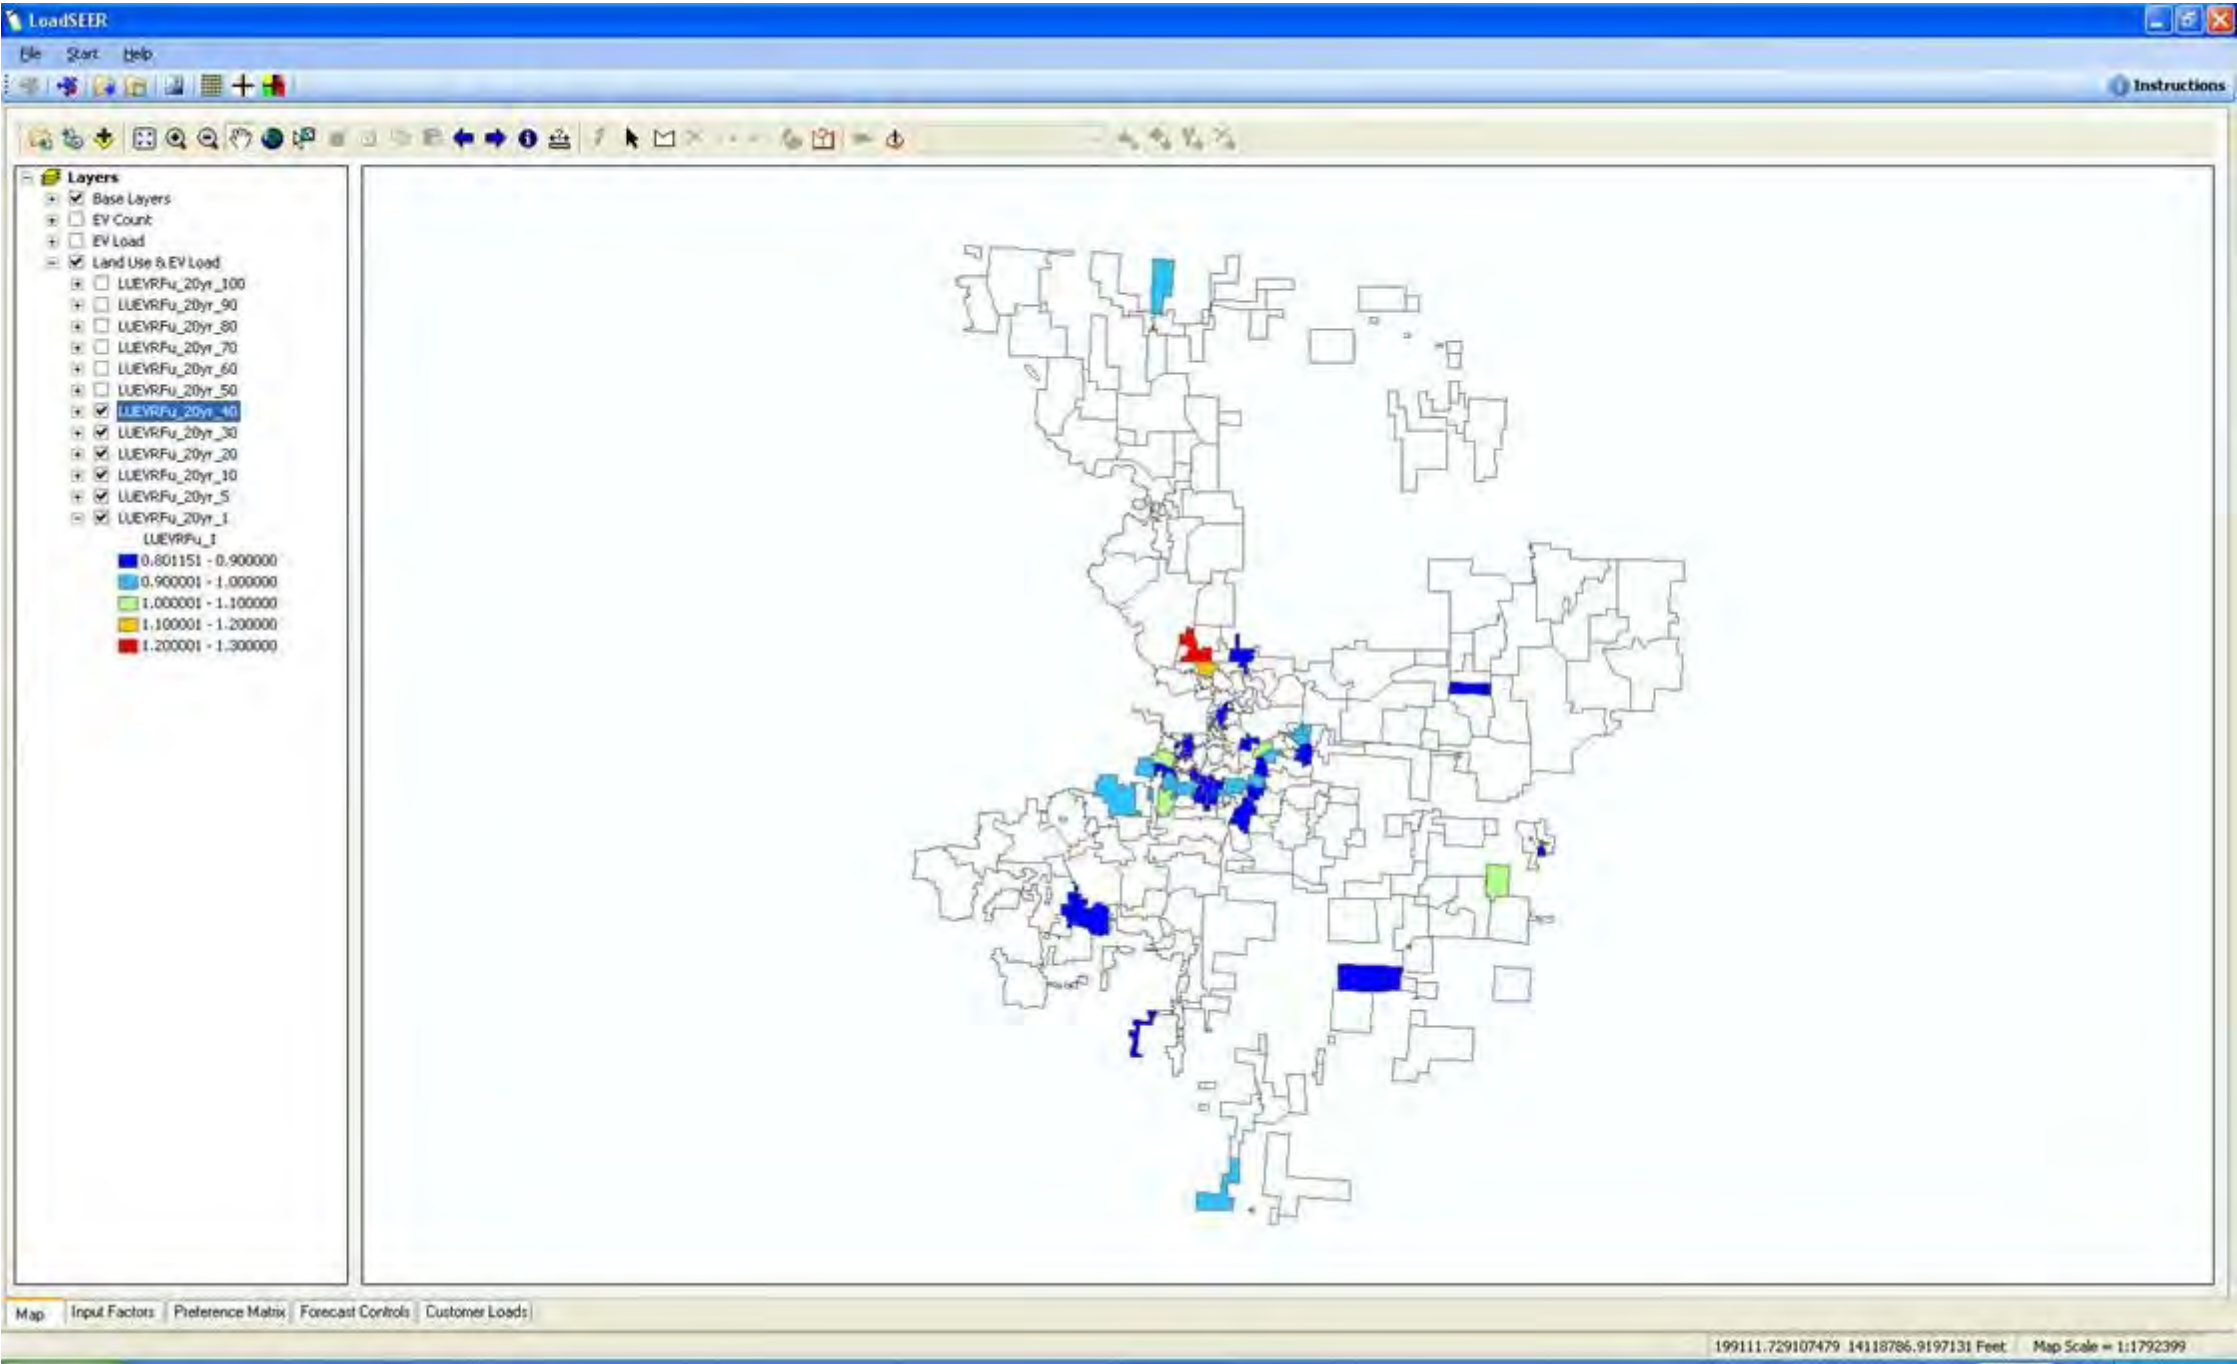 LoadSEER
File Start Help
Instructions
Layers
Base Layers
EV Count
EV Load
Land Use & EV Load
LUEVRFu_20yr_100
LUEVRFu_20yr_90
LUEVRFu_20yr_80
LUEVRFu_20yr_70
LUEVRFu_20yr_60
LUEVRFu_20yr_50
LUEVRFu_20yr_40
LUEVRFu_20yr_30
LUEVRFu_20yr_20
LUEVRFu_20yr_10
LUEVRFu_20yr_5
LUEVRFu_20yr_1
LUEVRFu_1
0.801151 - 0.900000
0.900001 - 1.000000
1.000001 - 1.100000
1.100001 - 1.200000
1.200001 - 1.300000
Map Input Factors Preference Matrix Forecast Controls Customer Loads
199111.729107479 14118786.9197131 Feet Map Scale = 1:1792399